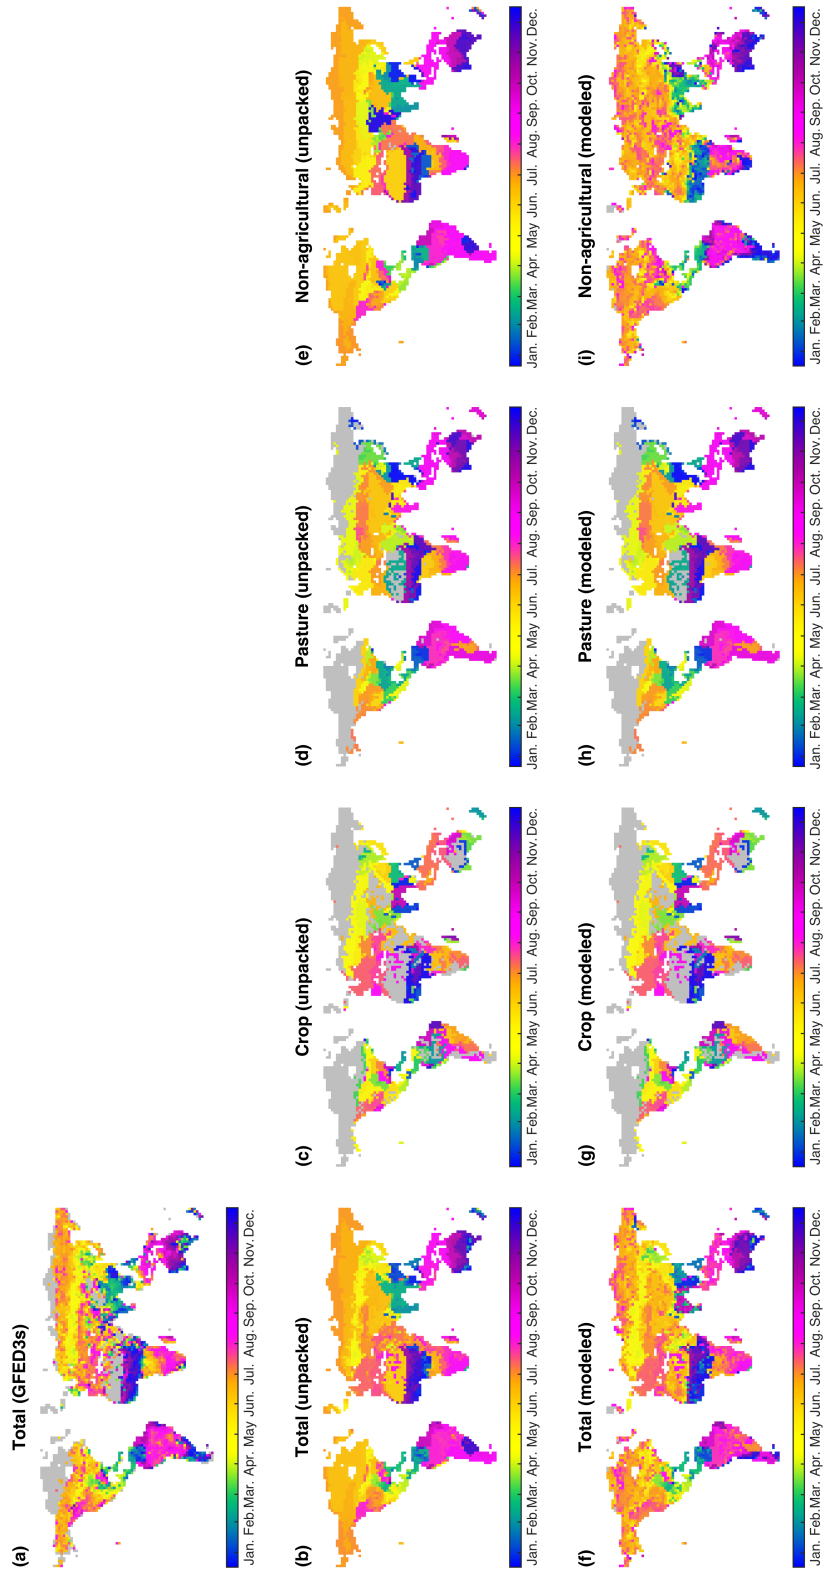 (a) Total (GFED3s)
Jan. Feb.Mar. Apr. May Jun. Jul. Aug. Sep. Oct. Nov. Dec.
(b) Total (unpacked)
Jan. Feb.Mar. Apr. May Jun. Jul. Aug. Sep. Oct. Nov. Dec.
(c) Crop (unpacked)
Jan. Feb.Mar. Apr. May Jun. Jul. Aug. Sep. Oct. Nov. Dec.
(d) Pasture (unpacked)
Jan. Feb.Mar. Apr. May Jun. Jul. Aug. Sep. Oct. Nov. Dec.
(e) Non-agricultural (unpacked)
Jan. Feb.Mar. Apr. May Jun. Jul. Aug. Sep. Oct. Nov. Dec.
(f) Total (modeled)
Jan. Feb.Mar. Apr. May Jun. Jul. Aug. Sep. Oct. Nov. Dec.
(g) Crop (modeled)
Jan. Feb.Mar. Apr. May Jun. Jul. Aug. Sep. Oct. Nov. Dec.
(h) Pasture (modeled)
Jan. Feb.Mar. Apr. May Jun. Jul. Aug. Sep. Oct. Nov. Dec.
(i) Non-agricultural (modeled)
Jan. Feb.Mar. Apr. May Jun. Jul. Aug. Sep. Oct. Nov. Dec.